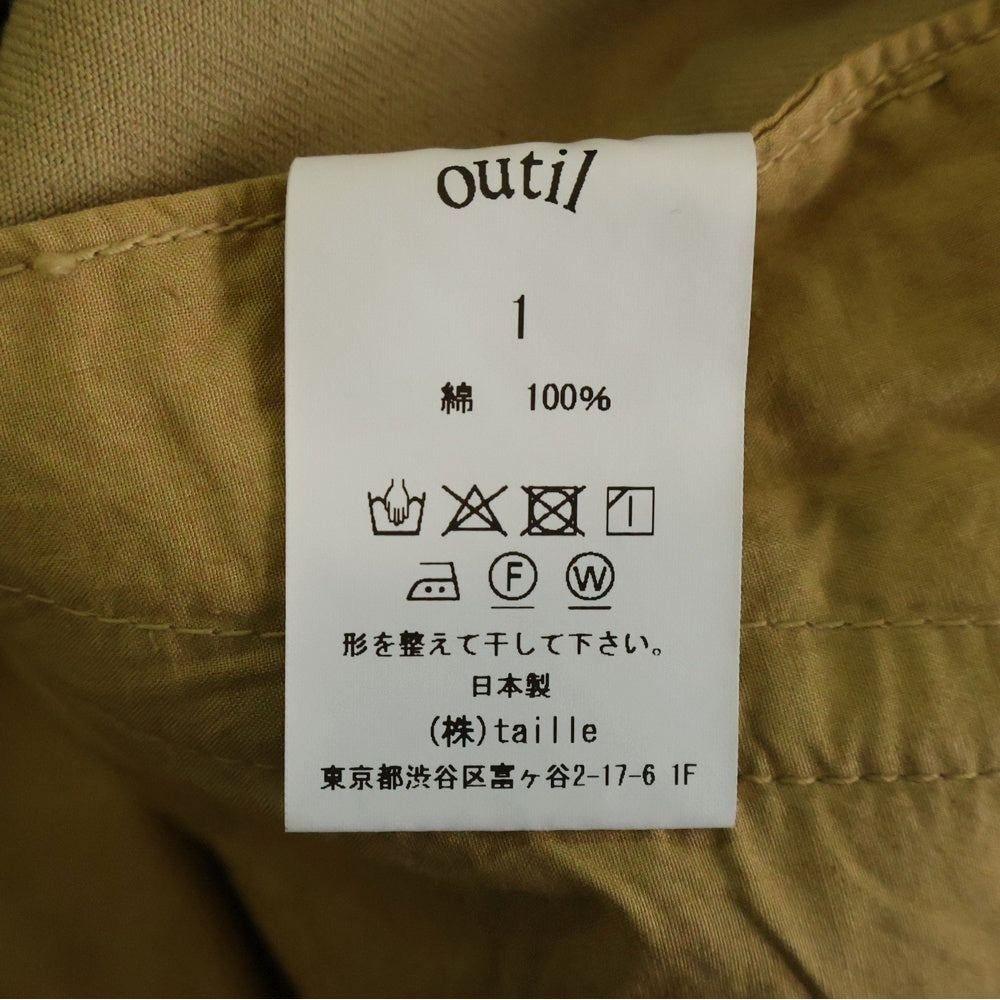 outil
1
綿 100%
F W
形を整えて干して下さい。
日本製
(株)taille
東京都渋谷区富ヶ谷2-17-6 1F